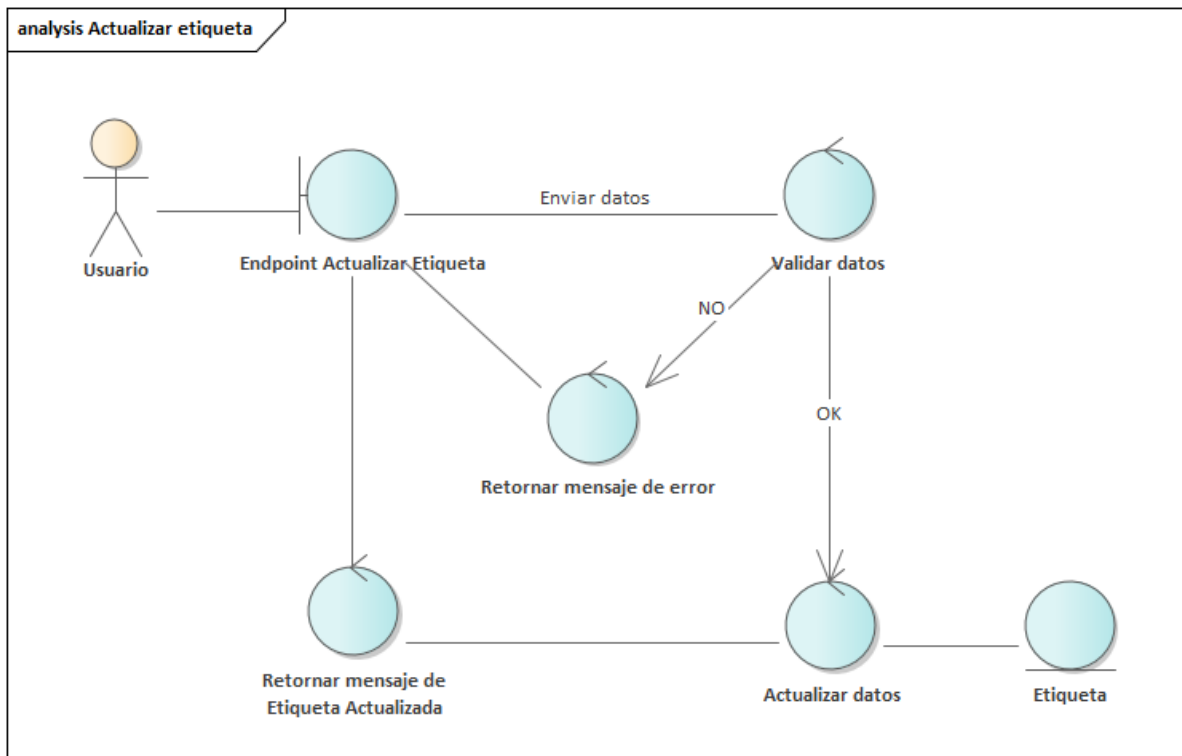 analysis Actualizar etiqueta
Enviar datos
Usuario
Endpoint Actualizar Etiqueta
Validar datos
NO
OK
Retornar mensaje de error
Retornar mensaje de
Etiqueta Actualizada
Actualizar datos
Etiqueta